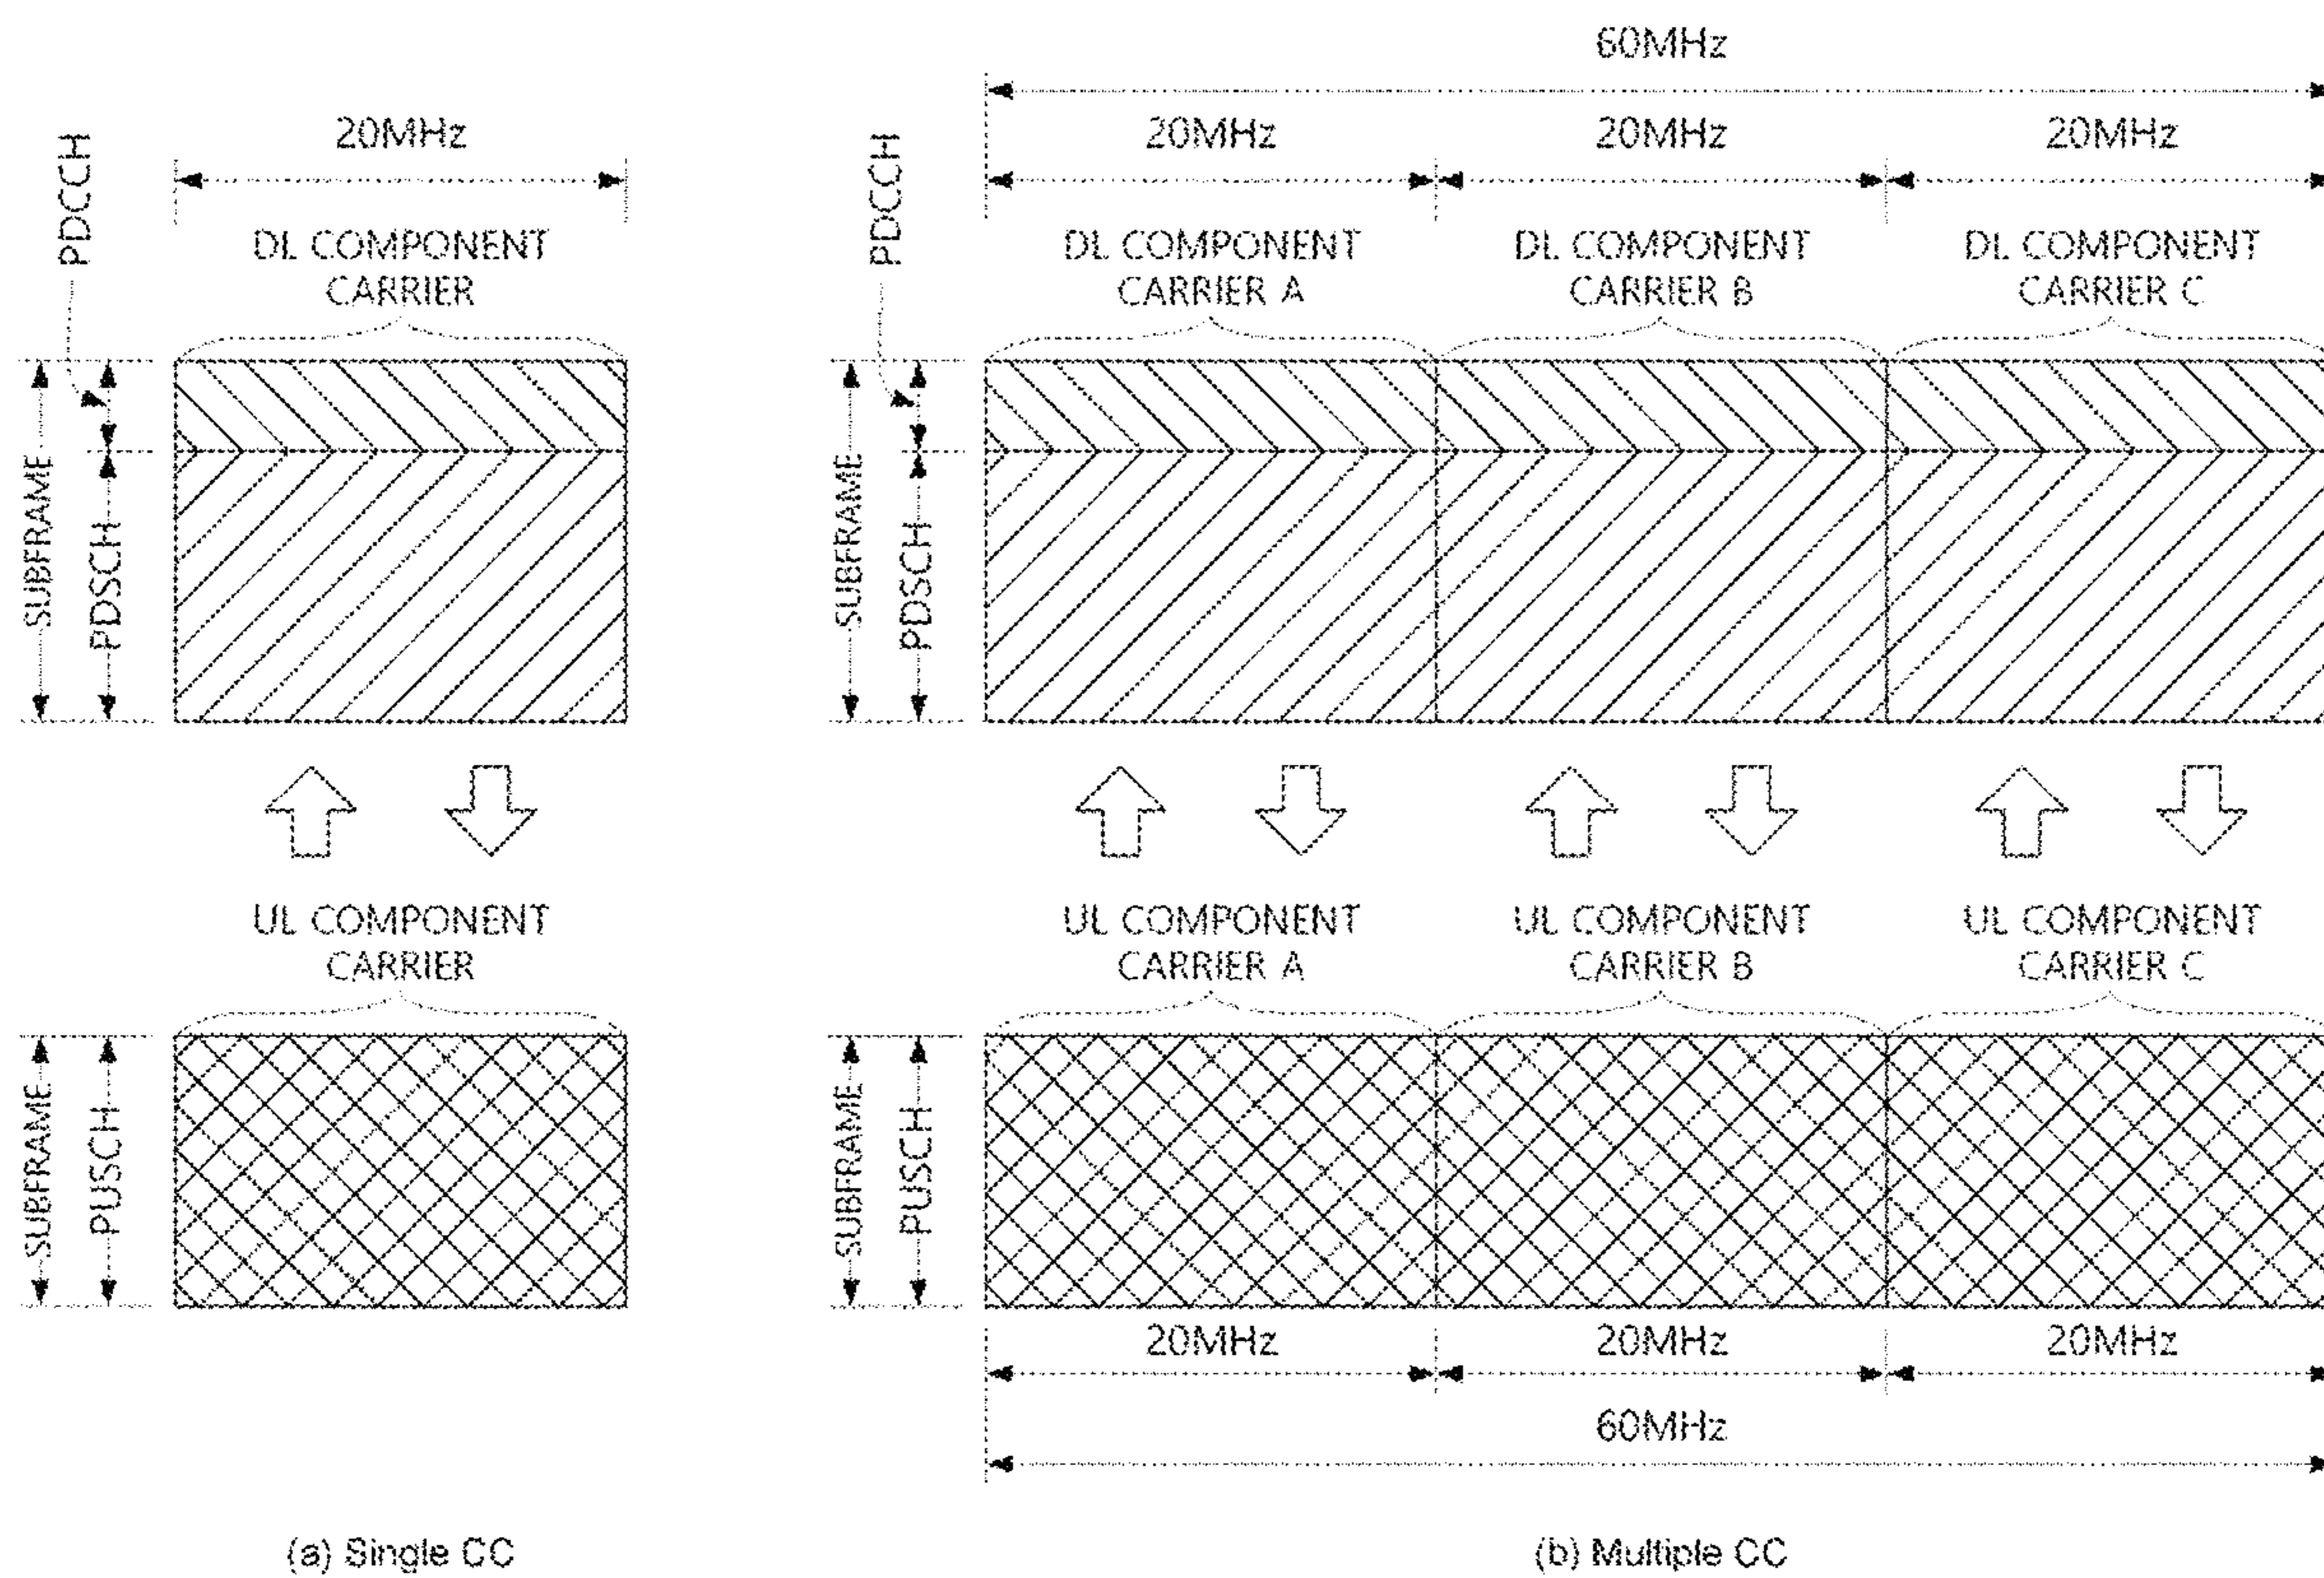 20MHz
PDCCH
DL COMPONENT
CARRIER
SUBFRAME
PDSCH
UL COMPONENT
CARRIER
SUBFRAME
PUSCH
(a) Single CC
60MHz
20MHz 20MHz 20MHz
PDCCH
DL COMPONENT DL COMPONENT DL COMPONENT
CARRIER A CARRIER B CARRIER C
SUBFRAME
PDSCH
UL COMPONENT UL COMPONENT UL COMPONENT
CARRIER A CARRIER B CARRIER C
SUBFRAME
PUSCH
20MHz 20MHz 20MHz
60MHz
(b) Multiple CC